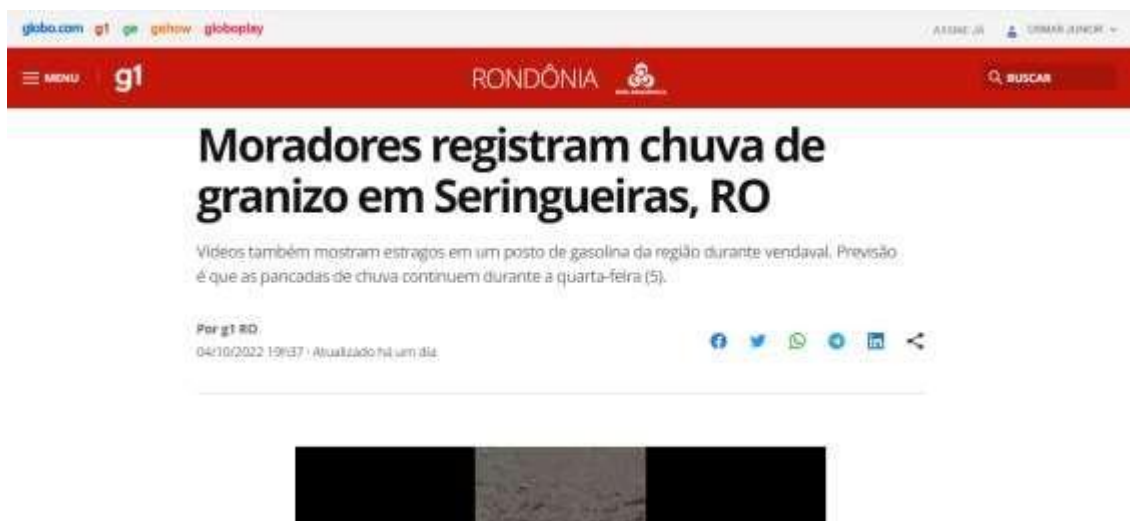 globo.com g1 ge gshow globoplay
ASSINE JÁ
MENU g1 RONDÔNIA BUSCAR
Moradores registram chuva de
granizo em Seringueiras, RO
Vídeos também mostram estragos em um posto de gasolina da região durante vendaval. Previsão
é que as pancadas de chuva continuem durante a quarta-feira (5).
Por g1 RO
04/10/2022 19h37 · Atualizado há um dia